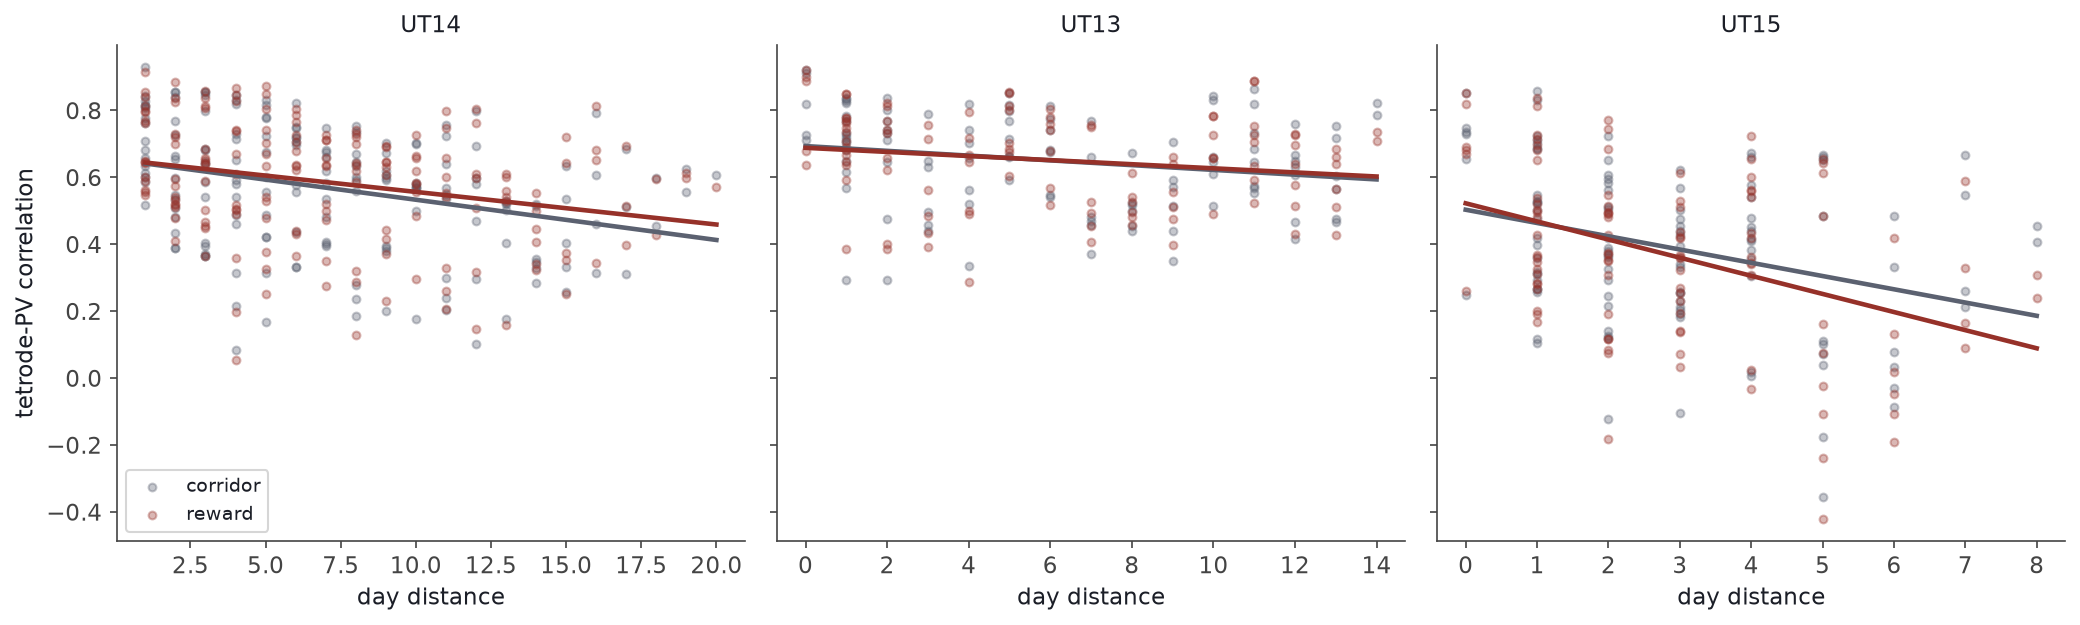 UT14
UT13
UT15
tetrode-PV correlation
0.8
0.6
0.4
0.2
0.0
−0.2
−0.4
corridor
reward
2.5 5.0 7.5 10.0 12.5 15.0 17.5 20.0
0 2 4 6 8 10 12 14
0 1 2 3 4 5 6 7 8
day distance
day distance
day distance